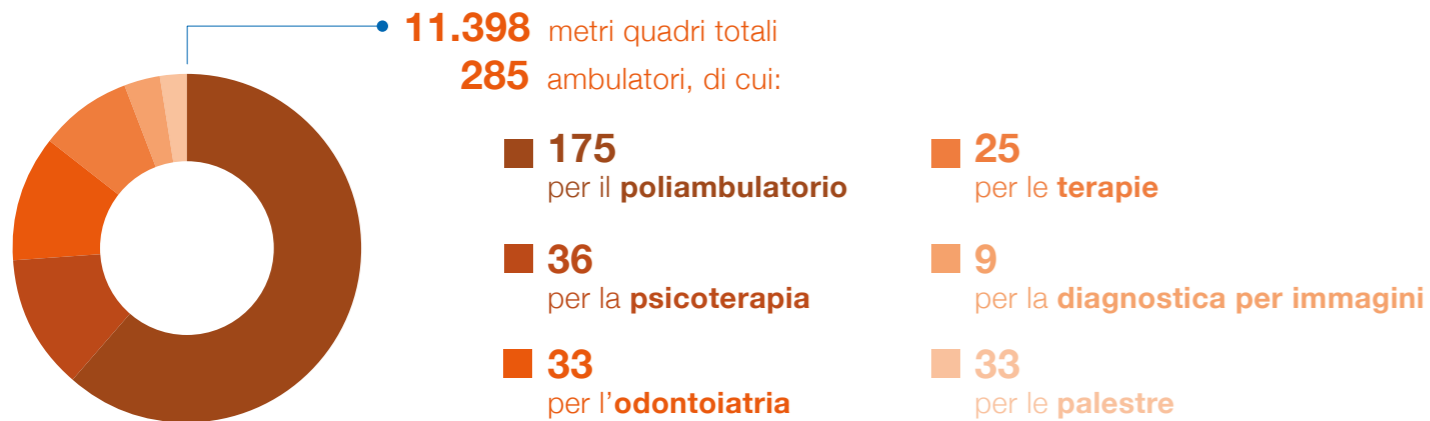 11.398 metri quadri totali
285 ambulatori, di cui:
175
per il poliambulatorio
36
per la psicoterapia
33
per l'odontoiatria
25
per le terapie
9
per la diagnostica per immagini
33
per le palestre